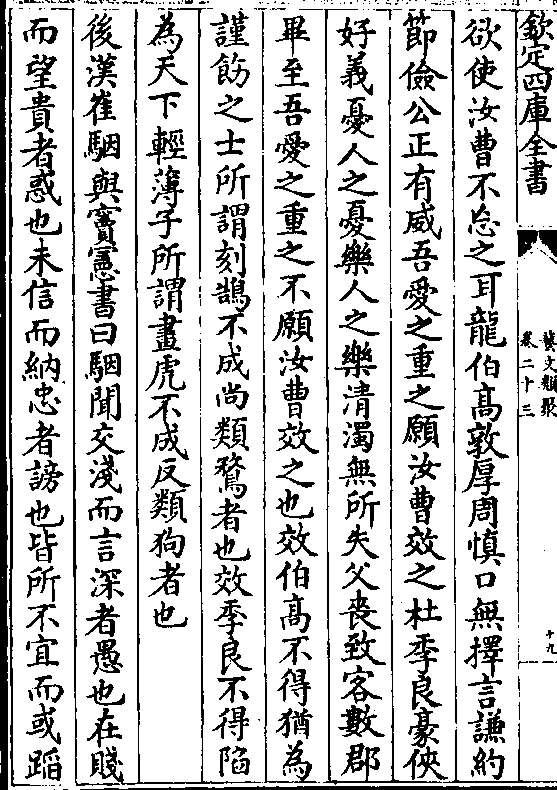 欽定四庫全書
藝文類聚
卷二十三
十九
欲使汝曹不忘之耳龍伯髙敦厚周慎口無擇言謙約
節儉公正有威吾愛之重之願汝曹效之杜季良豪俠
好義憂人之憂樂人之樂清濁無所失父喪致客數郡
畢至吾愛之重之不願汝曹效之也效伯髙不得猶為
謹飭之士所謂刻鵠不成尚類鶩者也效季良不得陷
為天下輕薄子所謂畫虎不成反類狗者也
後漢崔駰與竇憲書曰駰聞交淺而言深者愚也在賤
而望貴者惑也未信而納忠者謗也皆所不宜而或蹈